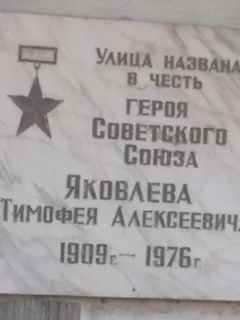 Улица названа
в честь
героя
Советского
Союза
Яковлева
Тимофея Алексеевича
1909г. – 1976г